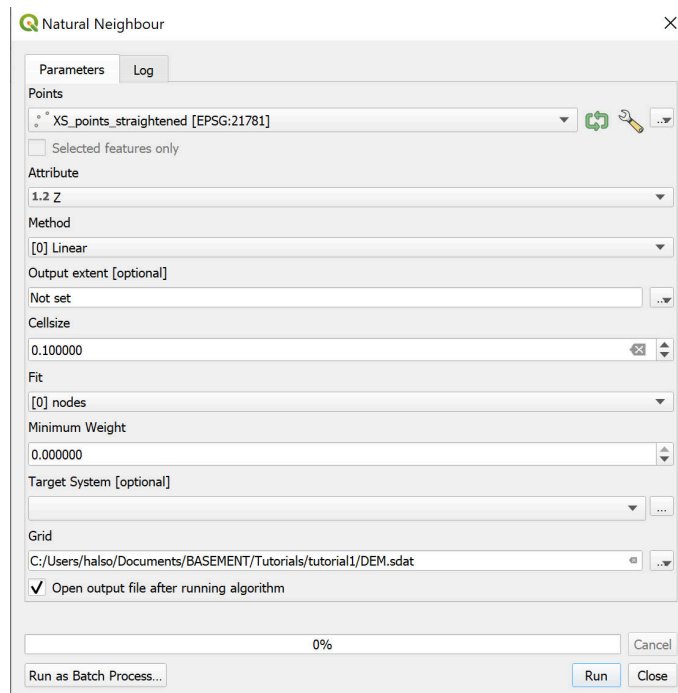 Natural Neighbour
Parameters Log
Points
XS_points_straightened [EPSG:21781]
Selected features only
Attribute
1.2 Z
Method
[0] Linear
Output extent [optional]
Not set
Cellsize
0.100000
Fit
[0] nodes
Minimum Weight
0.000000
Target System [optional]
...
Grid
C:/Users/halso/Documents/BASEMENT/Tutorials/tutorial1/DEM.sdat
Open output file after running algorithm
0% Cancel
Run as Batch Process... Run Close